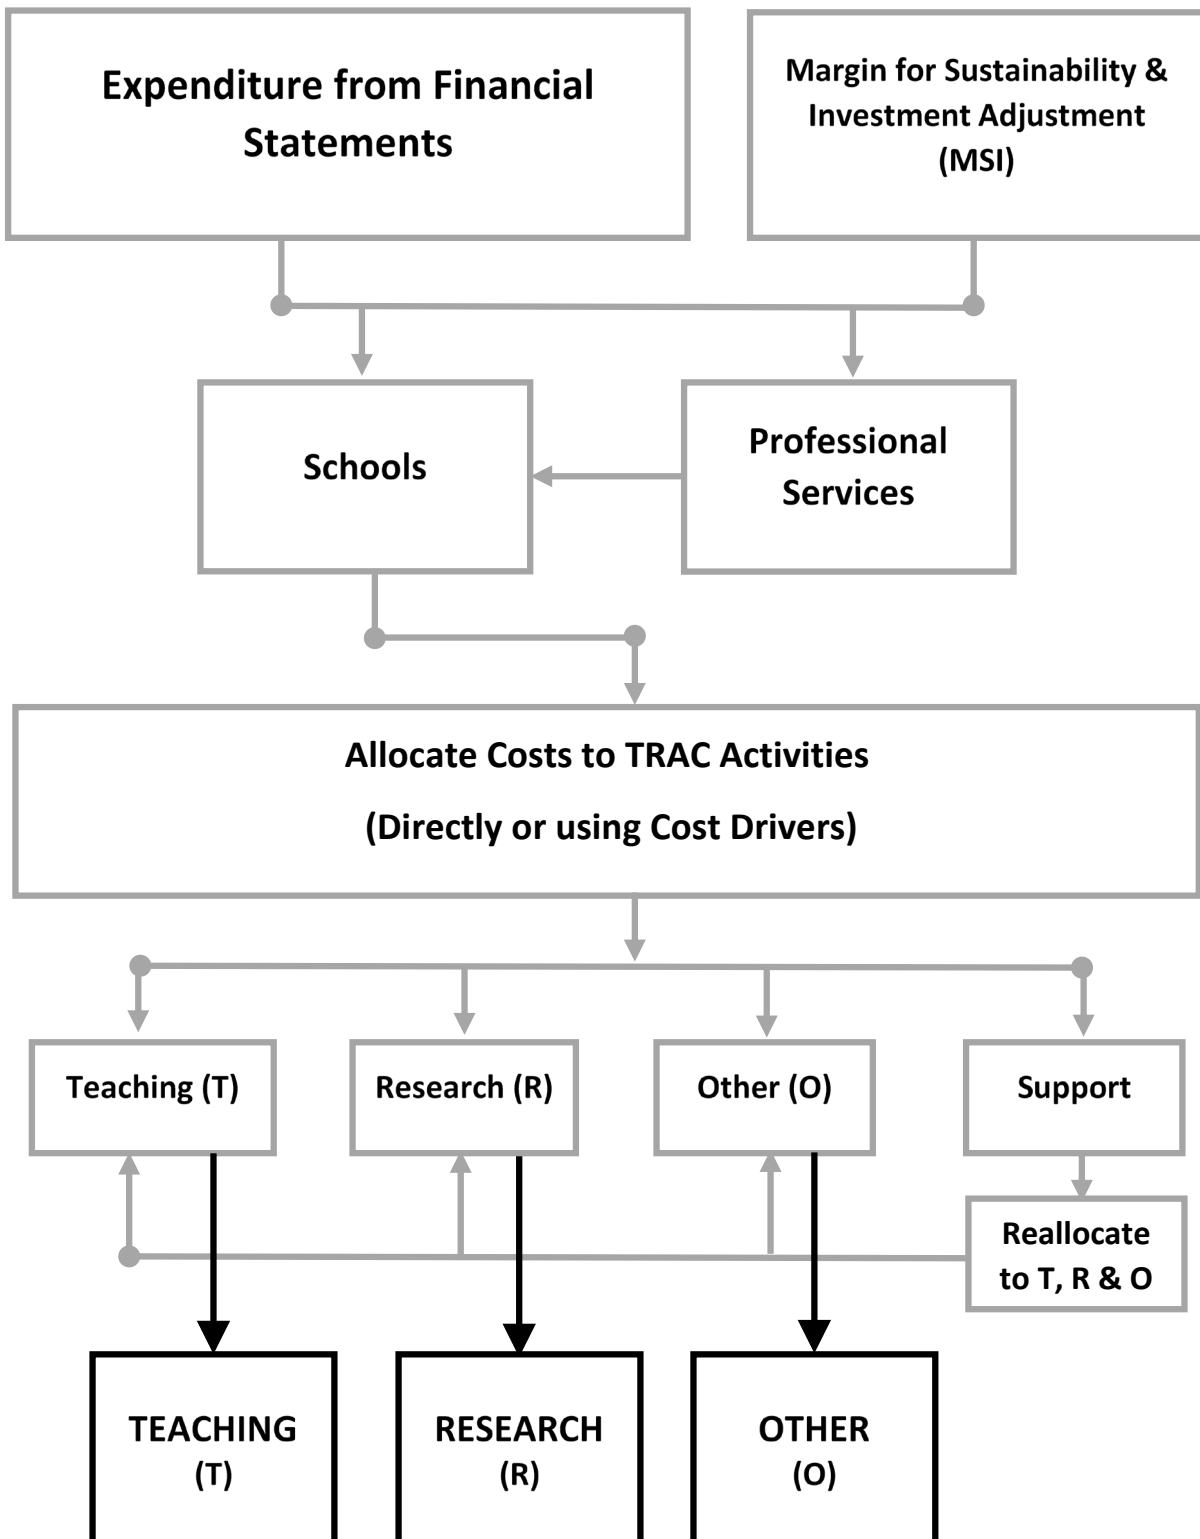 Expenditure from Financial
Statements
Margin for Sustainability &
Investment Adjustment
(MSI)
Schools
Professional
Services
Allocate Costs to TRAC Activities
(Directly or using Cost Drivers)
Teaching (T)
Research (R)
Other (O)
Support
Reallocate
to T, R & O
TEACHING
(T)
RESEARCH
(R)
OTHER
(O)